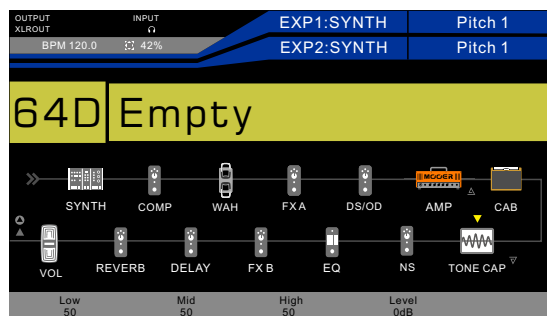 OUTPUT INPUT EXP1:SYNTH Pitch 1
XLROUT
BPM 120.0 42% EXP2:SYNTH Pitch 1
64D Empty
MOOER
SYNTH COMP WAH FX A DS/OD AMP CAB
VOL REVERB DELAY FX B EQ NS TONE CAP
Low Mid High Level
50 50 50 0dB